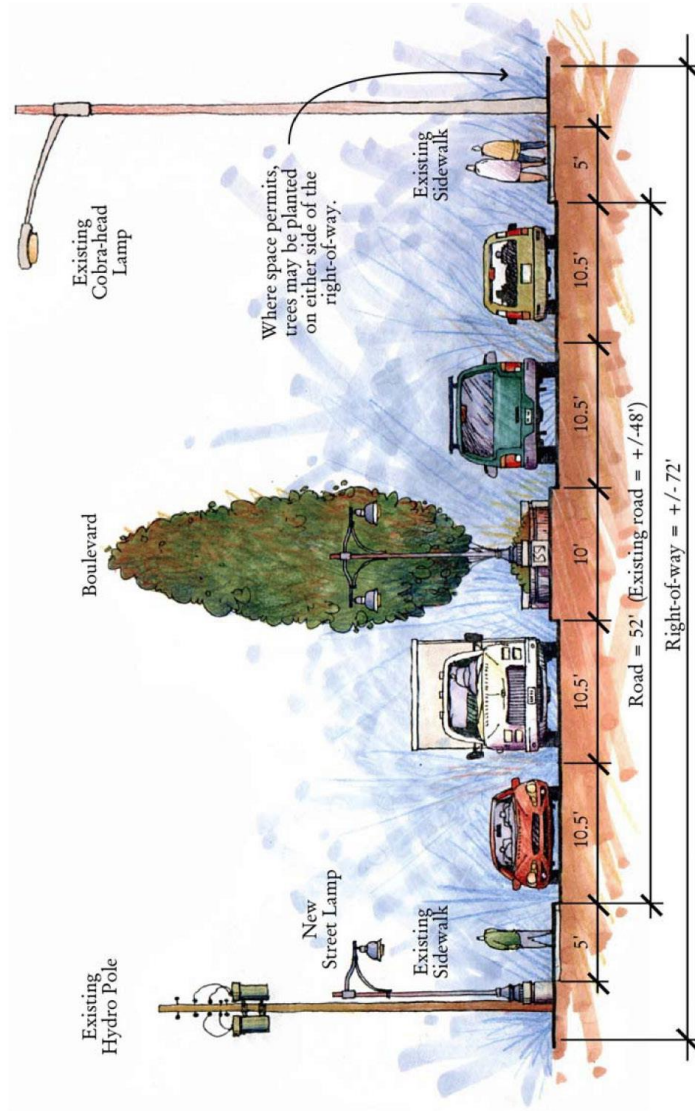 Existing
Hydro Pole
New
Street Lamp
Existing
Sidewalk
Boulevard
Existing
Cobra-head
Lamp
Where space permits,
trees may be planted
on either side of the
right-of-way.
Existing
Sidewalk
5'
10.5'
10.5'
10'
10.5'
10.5'
5'
Road = 52' (Existing road = +/-48')
Right-of-way = +/-72'